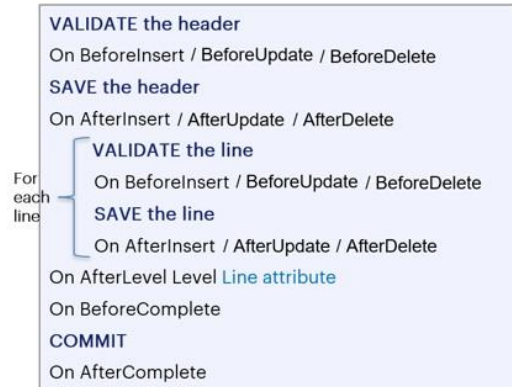 VALIDATE the header
On BeforeInsert / BeforeUpdate / BeforeDelete
SAVE the header
On AfterInsert / AfterUpdate / AfterDelete
For
each
line
VALIDATE the line
On BeforeInsert / BeforeUpdate / BeforeDelete
SAVE the line
On AfterInsert / AfterUpdate / AfterDelete
On AfterLevel Level Line attribute
On BeforeComplete
COMMIT
On AfterComplete